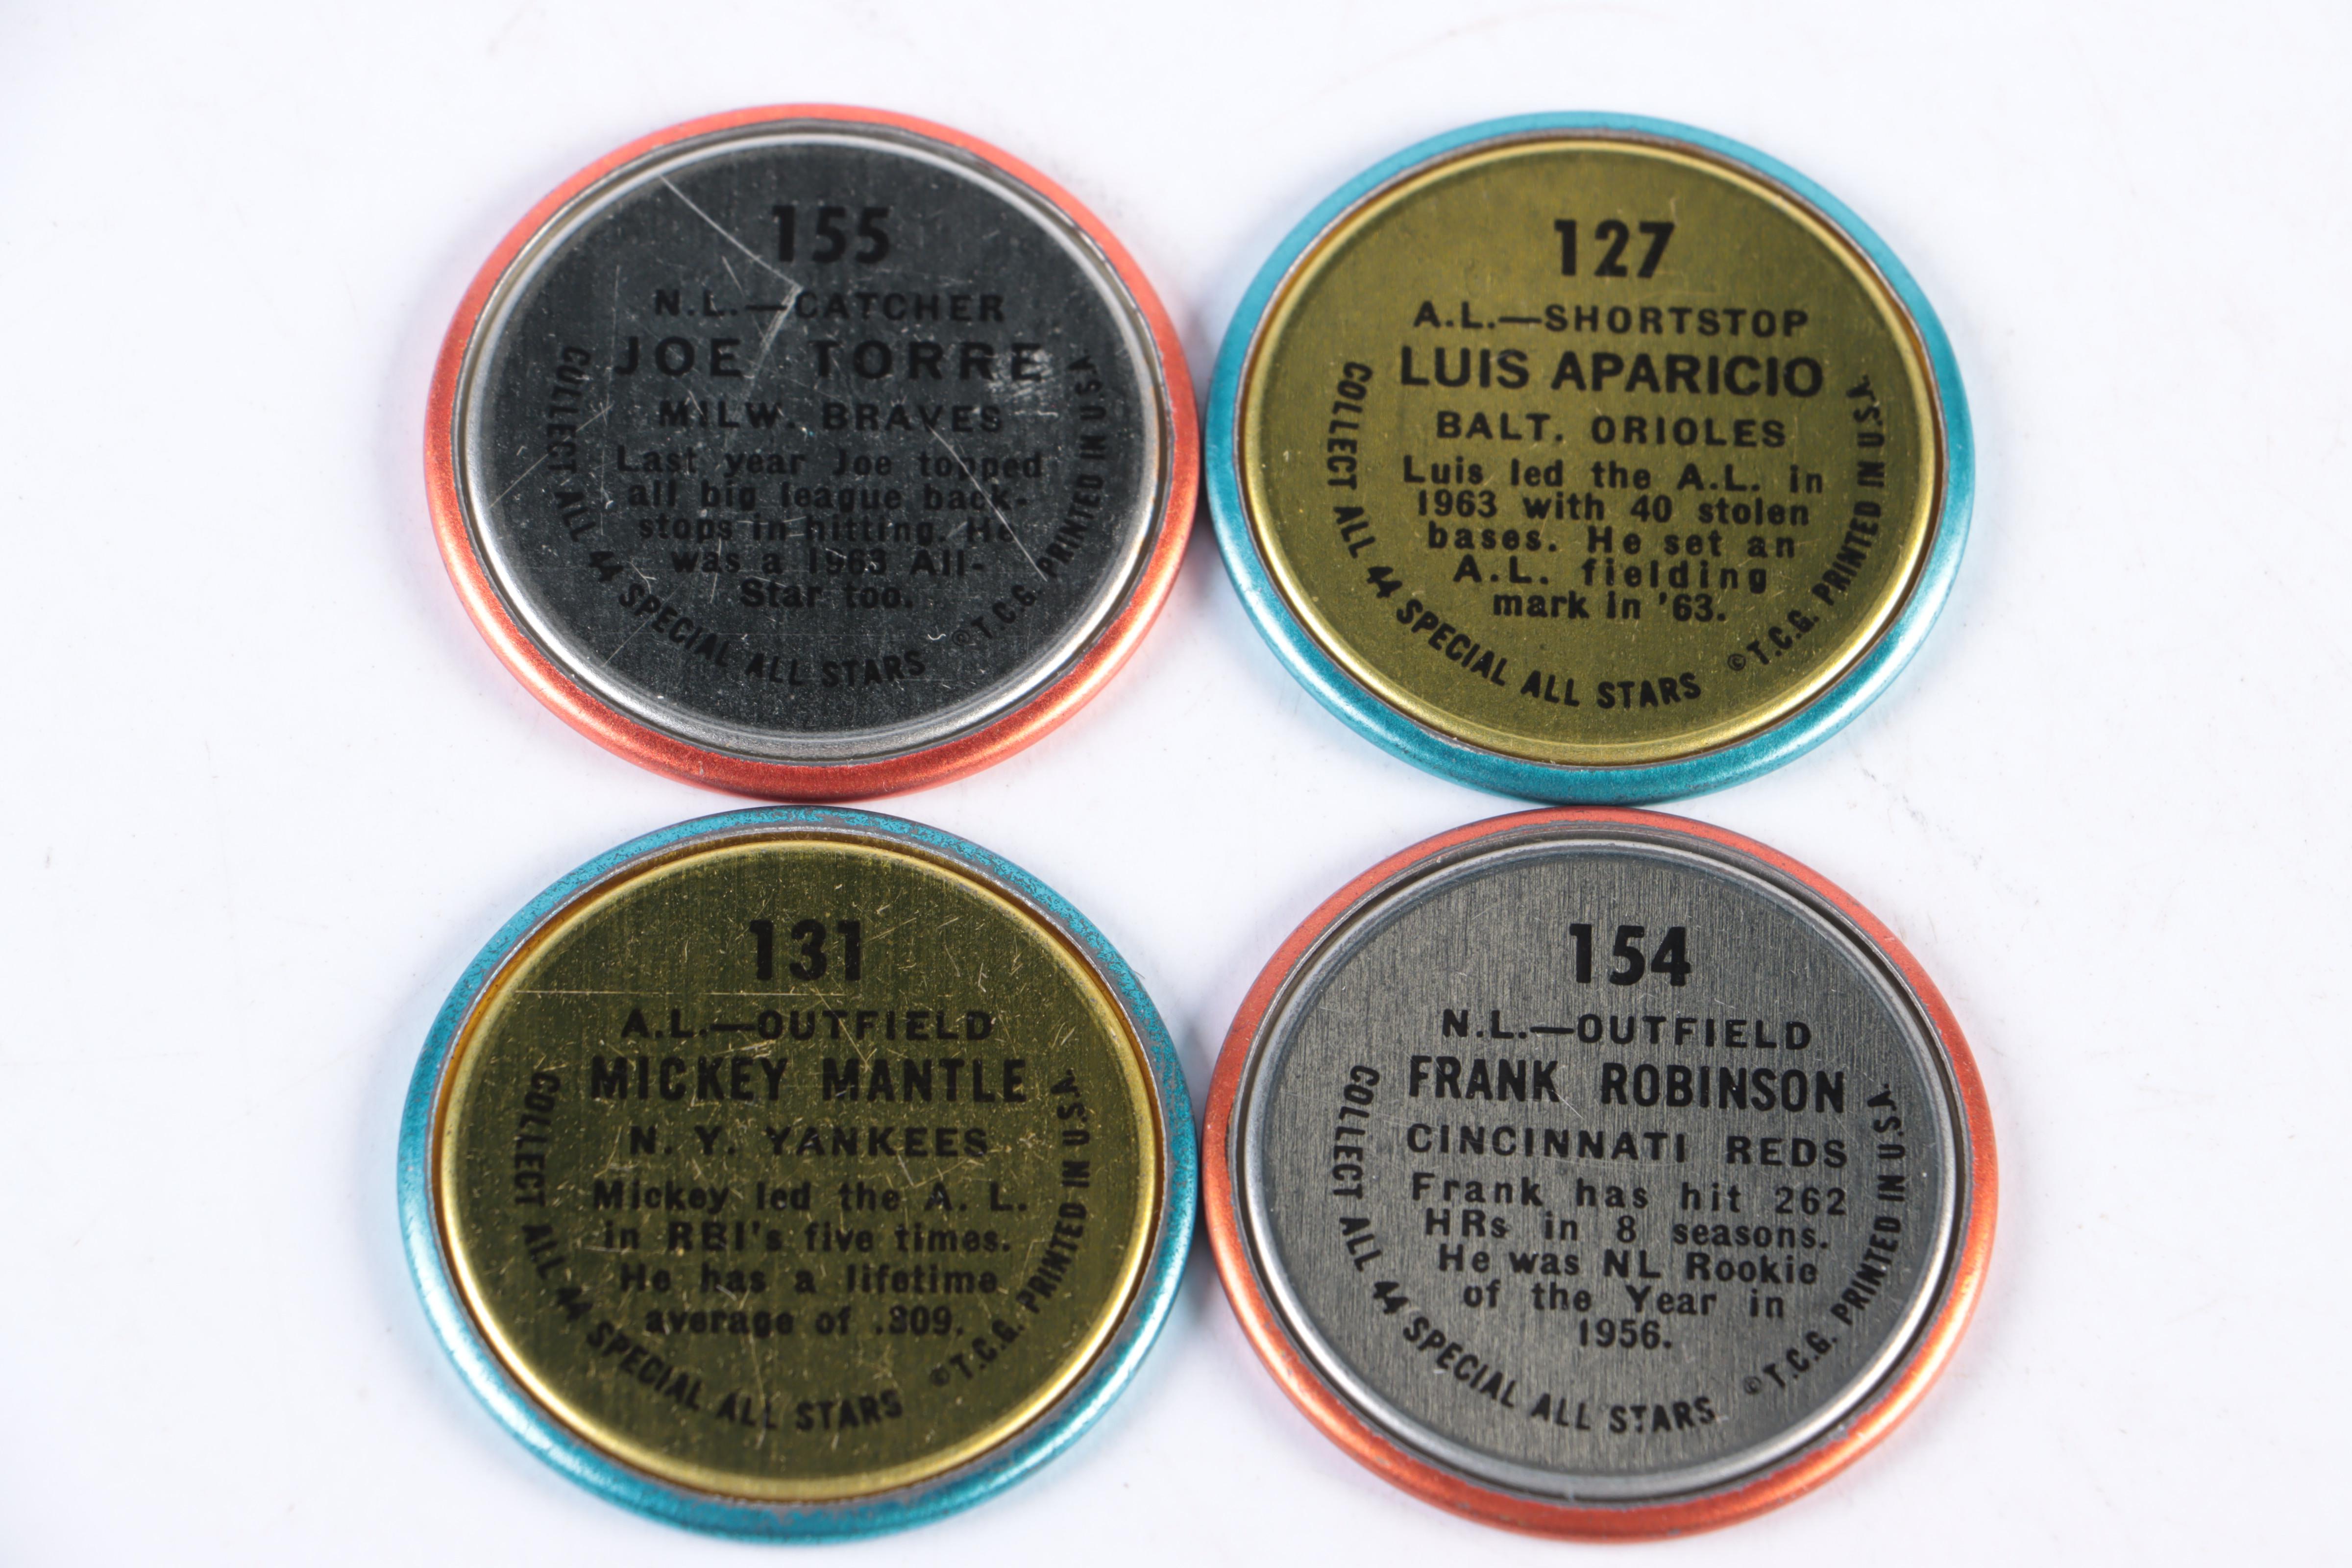 155
N.L.—CATCHER
JOE TORRE
MILW. BRAVES
Last year Joe topped
all big league back-
stops in hitting. He
was a 1963 All-
Star too.
COLLECT ALL 44 SPECIAL ALL STARS © T.C.G. PRINTED IN U.S.A.
127
A.L.—SHORTSTOP
LUIS APARICIO
BALT. ORIOLES
Luis led the A.L. in
1963 with 40 stolen
bases. He set an
A.L. fielding
mark in '63.
COLLECT ALL 44 SPECIAL ALL STARS © T.C.G. PRINTED IN U.S.A.
131
A.L.—OUTFIELD
MICKEY MANTLE
N. Y. YANKEES
Mickey led the A. L.
in RBI's five times.
He has a lifetime
average of .309.
COLLECT ALL 44 SPECIAL ALL STARS © T.C.G. PRINTED IN U.S.A.
154
N.L.—OUTFIELD
FRANK ROBINSON
CINCINNATI REDS
Frank has hit 262
HRs in 8 seasons.
He was NL Rookie
of the Year in
1956.
COLLECT ALL 44 SPECIAL ALL STARS © T.C.G. PRINTED IN U.S.A.